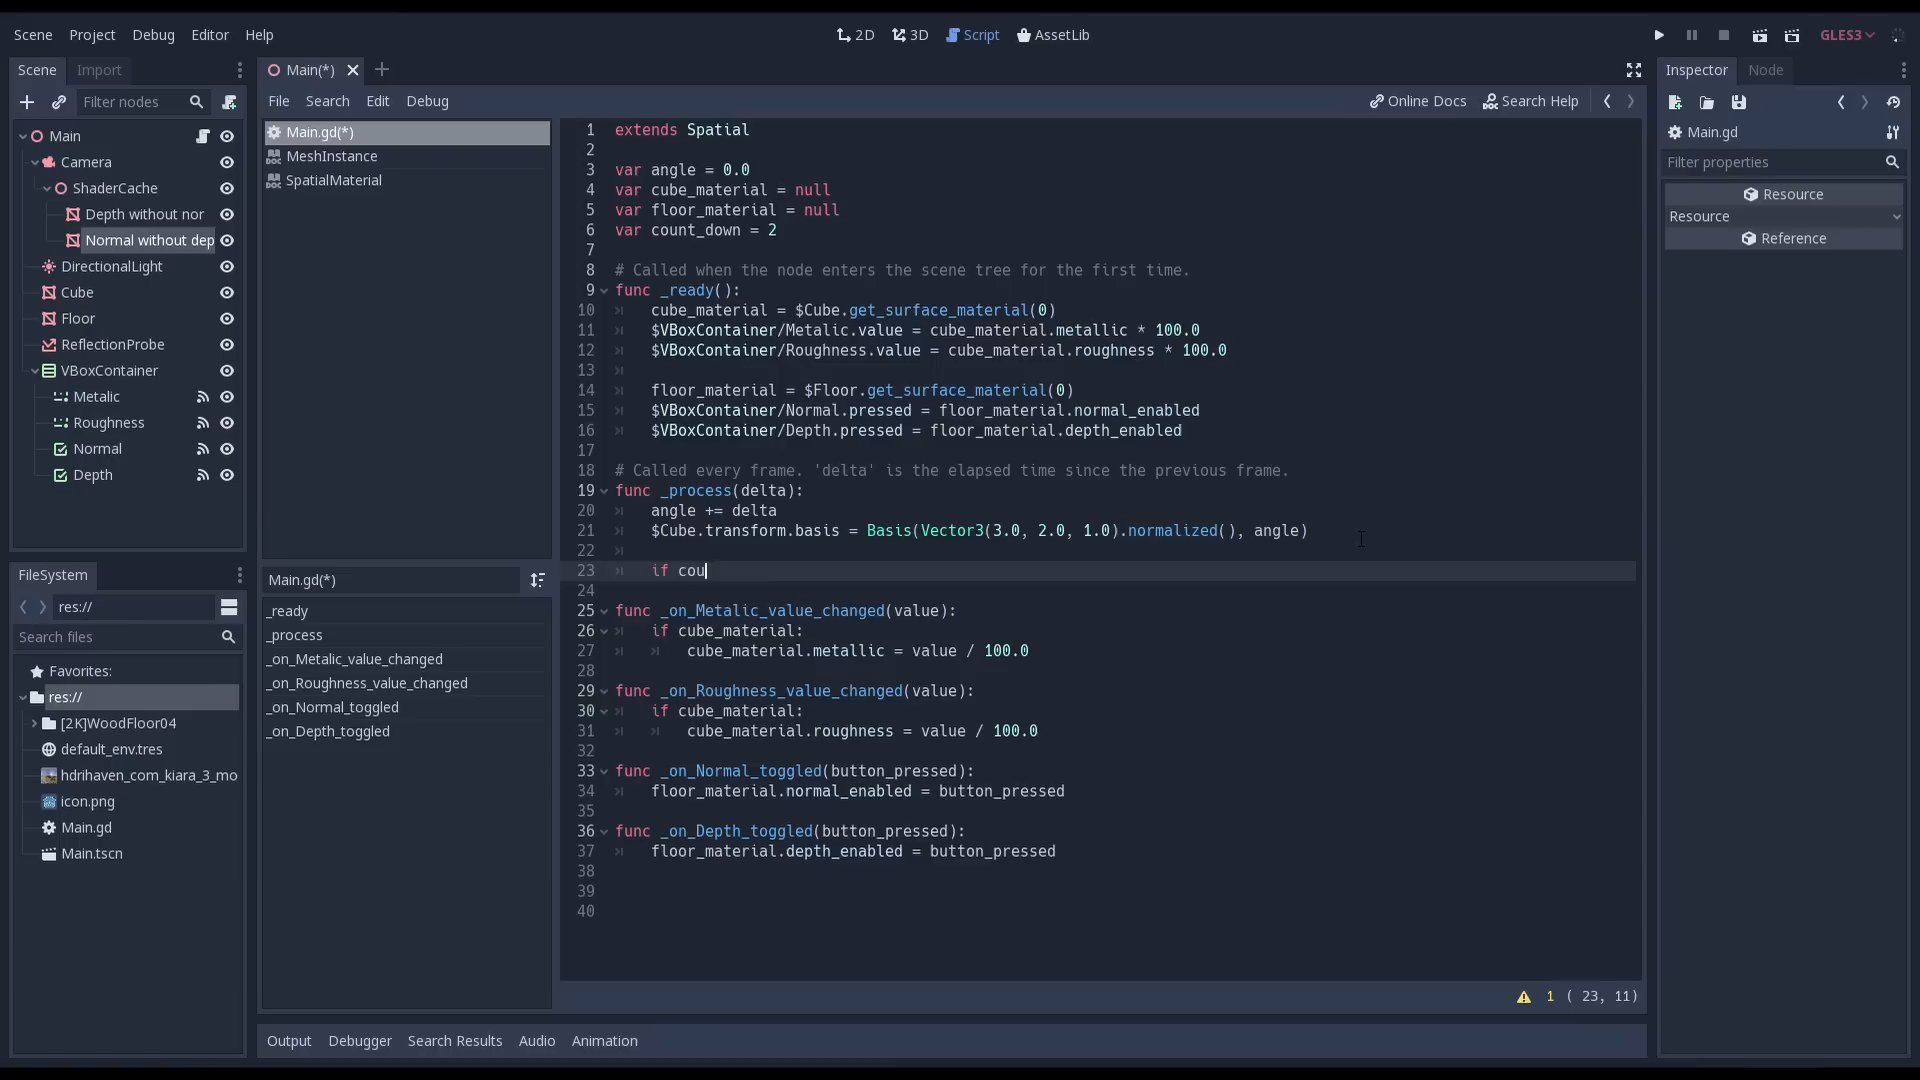 Scene Project Debug Editor Help
2D 3D Script AssetLib
GLES3
Scene Import
Filter nodes
Main
Camera
ShaderCache
Depth without nor
Normal without dep
DirectionalLight
Cube
Floor
ReflectionProbe
VBoxContainer
Metalic
Roughness
Normal
Depth
FileSystem
res://
Search files
Favorites:
res://
[2K]WoodFloor04
default_env.tres
hdrihaven_com_kiara_3_mo
icon.png
Main.gd
Main.tscn
Main(*)
File Search Edit Debug
Online Docs Search Help
Main.gd(*)
MeshInstance
SpatialMaterial
Main.gd(*)
_ready
_process
_on_Metalic_value_changed
_on_Roughness_value_changed
_on_Normal_toggled
_on_Depth_toggled
1 extends Spatial
2
3 var angle = 0.0
4 var cube_material = null
5 var floor_material = null
6 var count_down = 2
7
8 # Called when the node enters the scene tree for the first time.
9 func _ready():
10 cube_material = $Cube.get_surface_material(0)
11 $VBoxContainer/Metalic.value = cube_material.metallic * 100.0
12 $VBoxContainer/Roughness.value = cube_material.roughness * 100.0
13
14 floor_material = $Floor.get_surface_material(0)
15 $VBoxContainer/Normal.pressed = floor_material.normal_enabled
16 $VBoxContainer/Depth.pressed = floor_material.depth_enabled
17
18 # Called every frame. 'delta' is the elapsed time since the previous frame.
19 func _process(delta):
20 angle += delta
21 $Cube.transform.basis = Basis(Vector3(3.0, 2.0, 1.0).normalized(), angle)
22
23 if cou
24
25 func _on_Metalic_value_changed(value):
26 if cube_material:
27 cube_material.metallic = value / 100.0
28
29 func _on_Roughness_value_changed(value):
30 if cube_material:
31 cube_material.roughness = value / 100.0
32
33 func _on_Normal_toggled(button_pressed):
34 floor_material.normal_enabled = button_pressed
35
36 func _on_Depth_toggled(button_pressed):
37 floor_material.depth_enabled = button_pressed
38
39
40
1 ( 23, 11)
Output Debugger Search Results Audio Animation
Inspector Node
Main.gd
Filter properties
Resource
Resource
Reference